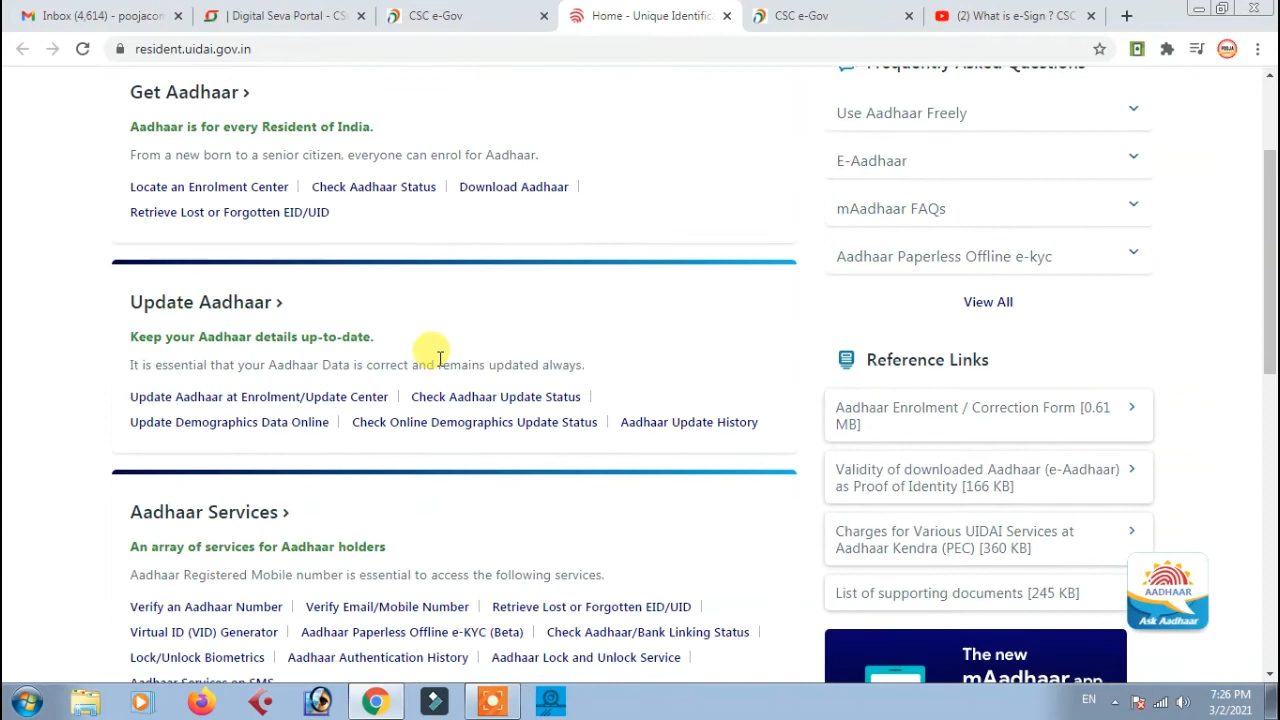 Inbox (4,614) - poojacon
| Digital Seva Portal - CS
CSC e-Gov
Home - Unique Identific
CSC e-Gov
(2) What is e-Sign ? CSC
resident.uidai.gov.in
POOJA
Get Aadhaar ›
Aadhaar is for every Resident of India.
From a new born to a senior citizen, everyone can enrol for Aadhaar.
Locate an Enrolment Center | Check Aadhaar Status | Download Aadhaar |
Retrieve Lost or Forgotten EID/UID
Update Aadhaar ›
Keep your Aadhaar details up-to-date.
It is essential that your Aadhaar Data is correct and remains updated always.
Update Aadhaar at Enrolment/Update Center | Check Aadhaar Update Status |
Update Demographics Data Online | Check Online Demographics Update Status | Aadhaar Update History
Aadhaar Services ›
An array of services for Aadhaar holders
Aadhaar Registered Mobile number is essential to access the following services.
Verify an Aadhaar Number | Verify Email/Mobile Number | Retrieve Lost or Forgotten EID/UID
Virtual ID (VID) Generator | Aadhaar Paperless Offline e-KYC (Beta) | Check Aadhaar/Bank Linking Status
Lock/Unlock Biometrics | Aadhaar Authentication History | Aadhaar Lock and Unlock Service
Aadhaar Services on SMS
Frequently Asked Questions
Use Aadhaar Freely
E-Aadhaar
mAadhaar FAQs
Aadhaar Paperless Offline e-kyc
View All
Reference Links
Aadhaar Enrolment / Correction Form [0.61
MB]
Validity of downloaded Aadhaar (e-Aadhaar)
as Proof of Identity [166 KB]
Charges for Various UIDAI Services at
Aadhaar Kendra (PEC) [360 KB]
List of supporting documents [245 KB]
AADHAAR
Ask Aadhaar
The new
mAadhaar app
EN
7:26 PM
3/2/2021